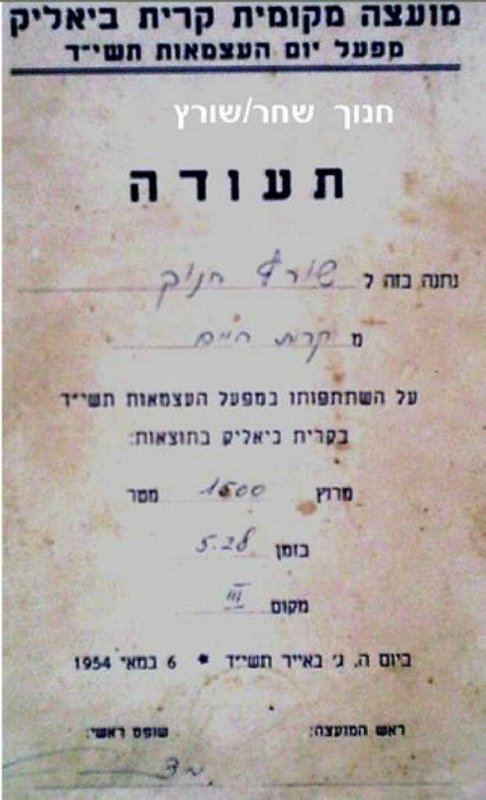 מועצה מקומית קרית ביאליק
מפעל יום העצמאות תשי״ד
חנוך שחר/שורץ
תעודה
נתנה בזה ל שורץ חנוך
מ קרית חיים
על השתתפותו במפעל העצמאות תשי״ד
בקרית ביאליק בתוצאות:
מרוץ 1500 מטר
בזמן 5.28
מקום III
ביום ה. ג׳ באייר תשי״ד * 6 במאי 1954
ראש המועצה: שופט ראשי: